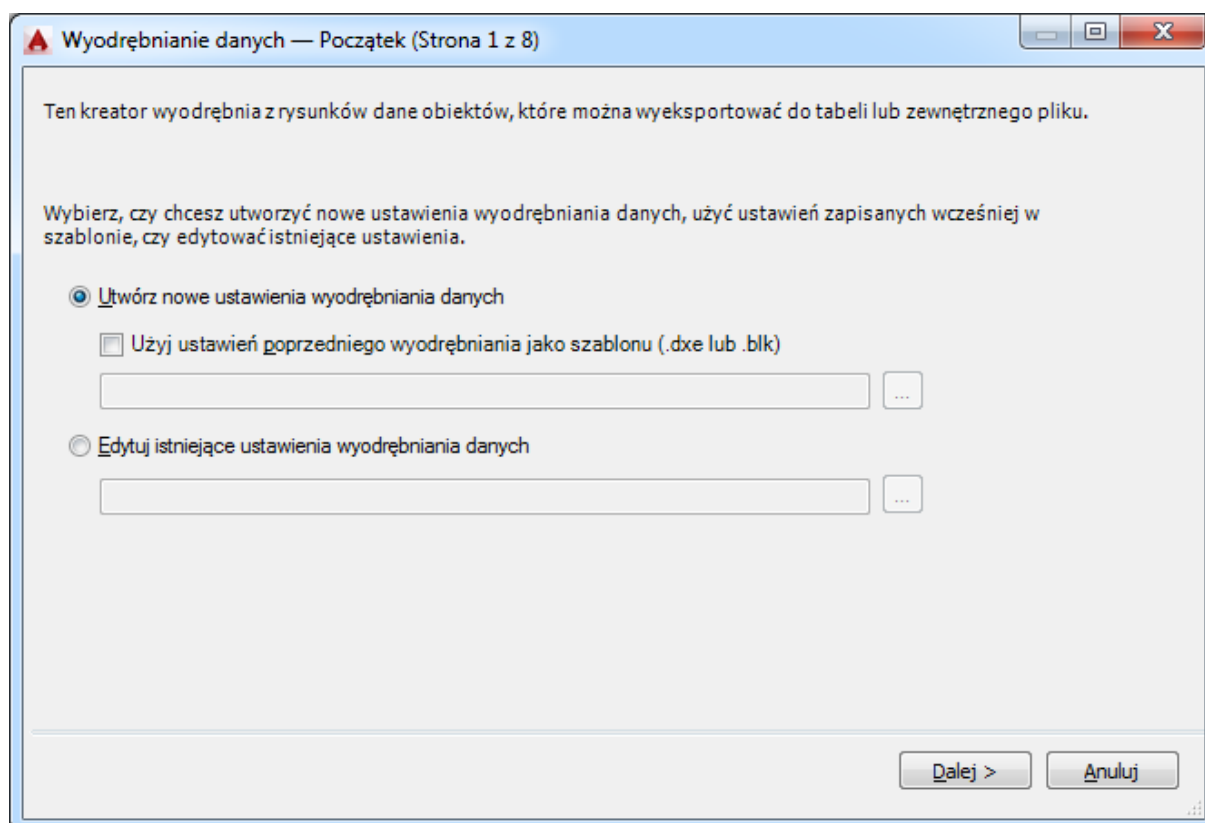 Wyodrębnianie danych — Początek (Strona 1 z 8)
Ten kreator wyodrębnia z rysunków dane obiektów, które można wyeksportować do tabeli lub zewnętrznego pliku.
Wybierz, czy chcesz utworzyć nowe ustawienia wyodrębniania danych, użyć ustawień zapisanych wcześniej w
szablonie, czy edytować istniejące ustawienia.
Utwórz nowe ustawienia wyodrębniania danych
Użyj ustawień poprzedniego wyodrębniania jako szablonu (.dxe lub .blk)
...
Edytuj istniejące ustawienia wyodrębniania danych
...
Dalej > Anuluj